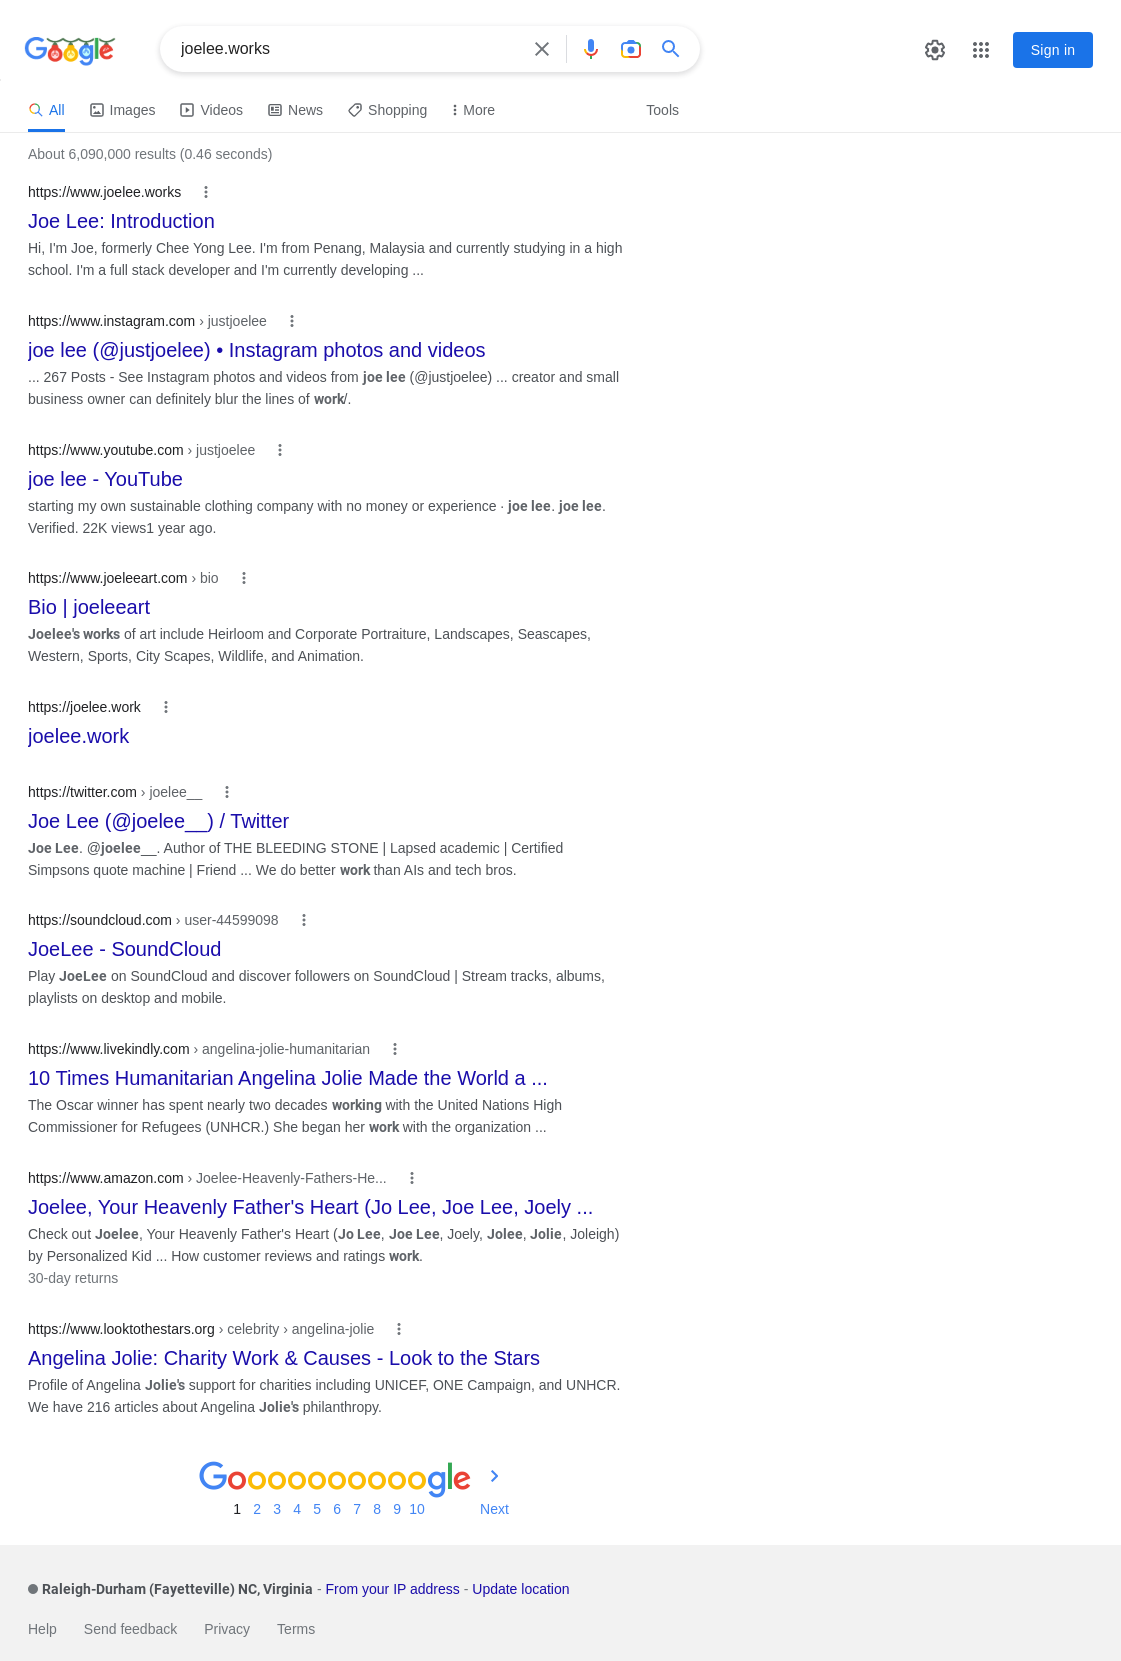 Google
joelee.works
Sign in
All
Images
Videos
News
Shopping
More
Tools
About 6,090,000 results (0.46 seconds)
https://www.joelee.works
Joe Lee: Introduction
Hi, I'm Joe, formerly Chee Yong Lee. I'm from Penang, Malaysia and currently studying in a high
school. I'm a full stack developer and I'm currently developing ...
https://www.instagram.com › justjoelee
joe lee (@justjoelee) • Instagram photos and videos
... 267 Posts - See Instagram photos and videos from joe lee (@justjoelee) ... creator and small
business owner can definitely blur the lines of work/.
https://www.youtube.com › justjoelee
joe lee - YouTube
starting my own sustainable clothing company with no money or experience · joe lee. joe lee.
Verified. 22K views1 year ago.
https://www.joeleeart.com › bio
Bio | joeleeart
Joelee's works of art include Heirloom and Corporate Portraiture, Landscapes, Seascapes,
Western, Sports, City Scapes, Wildlife, and Animation.
https://joelee.work
joelee.work
https://twitter.com › joelee__
Joe Lee (@joelee__) / Twitter
Joe Lee. @joelee__. Author of THE BLEEDING STONE | Lapsed academic | Certified
Simpsons quote machine | Friend ... We do better work than AIs and tech bros.
https://soundcloud.com › user-44599098
JoeLee - SoundCloud
Play JoeLee on SoundCloud and discover followers on SoundCloud | Stream tracks, albums,
playlists on desktop and mobile.
https://www.livekindly.com › angelina-jolie-humanitarian
10 Times Humanitarian Angelina Jolie Made the World a ...
The Oscar winner has spent nearly two decades working with the United Nations High
Commissioner for Refugees (UNHCR.) She began her work with the organization ...
https://www.amazon.com › Joelee-Heavenly-Fathers-He...
Joelee, Your Heavenly Father's Heart (Jo Lee, Joe Lee, Joely ...
Check out Joelee, Your Heavenly Father's Heart (Jo Lee, Joe Lee, Joely, Jolee, Jolie, Joleigh)
by Personalized Kid ... How customer reviews and ratings work.
30-day returns
https://www.looktothestars.org › celebrity › angelina-jolie
Angelina Jolie: Charity Work & Causes - Look to the Stars
Profile of Angelina Jolie's support for charities including UNICEF, ONE Campaign, and UNHCR.
We have 216 articles about Angelina Jolie's philanthropy.
Goooooooooogle
1 2 3 4 5 6 7 8 9 10 Next
Raleigh-Durham (Fayetteville) NC, Virginia - From your IP address - Update location
Help Send feedback Privacy Terms